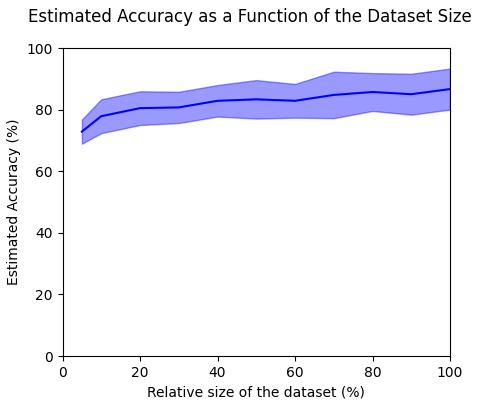 Estimated Accuracy as a Function of the Dataset Size
100
80
60
40
20
0
Estimated Accuracy (%)
0 20 40 60 80 100
Relative size of the dataset (%)